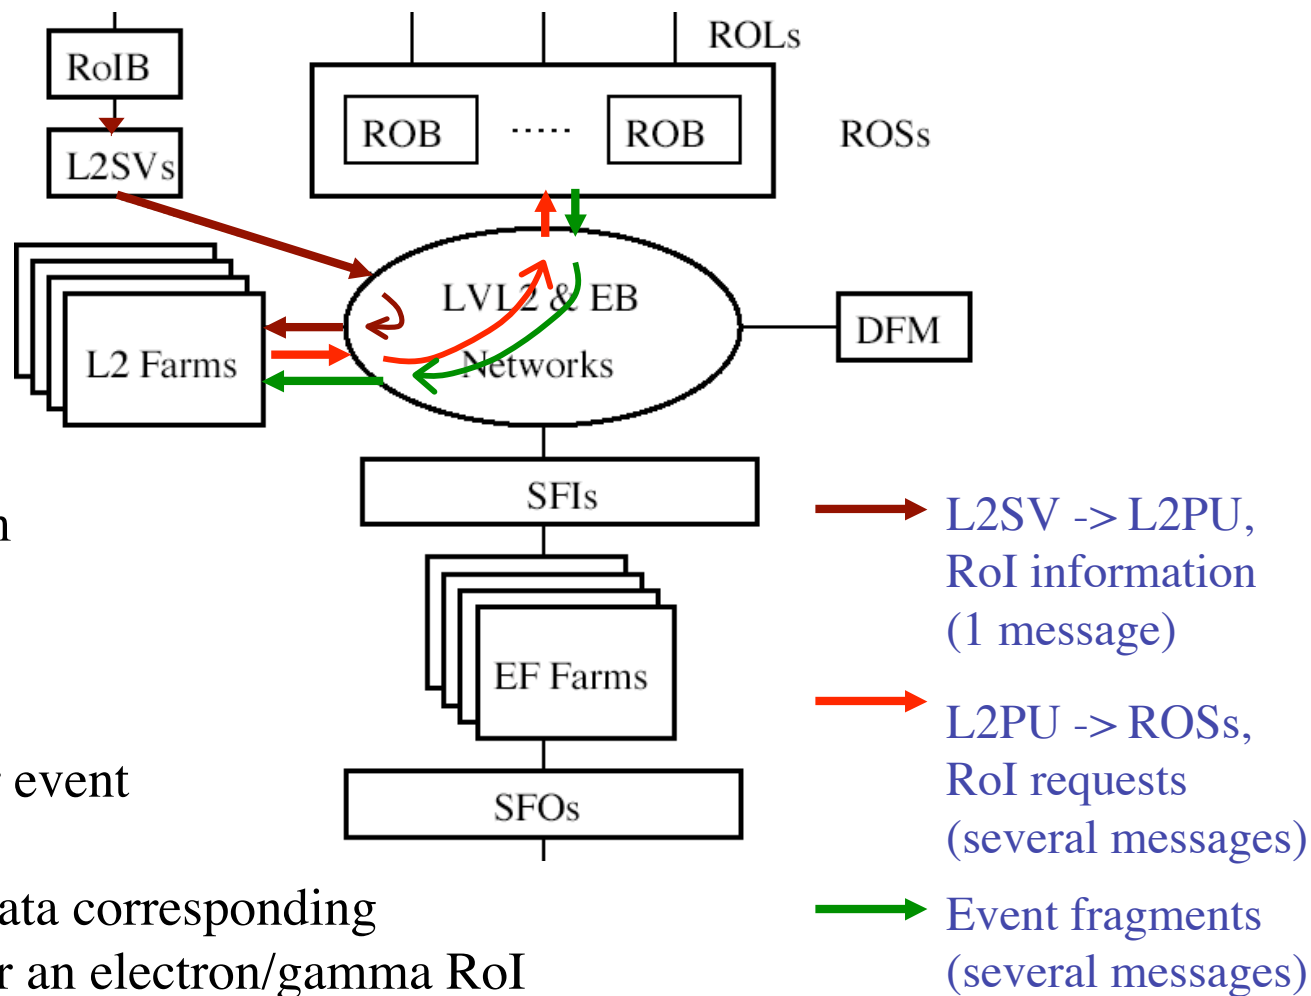 ROLs
RoIB
ROB ..... ROB
ROSs
L2SVs
LVL2 & EB
Networks
DFM
L2 Farms
SFIs
n
L2SV -> L2PU,
RoI information
(1 message)
EF Farms
L2PU -> ROSs,
RoI requests
(several messages)
event
SFOs
ata corresponding
r an electron/gamma RoI
Event fragments
(several messages)